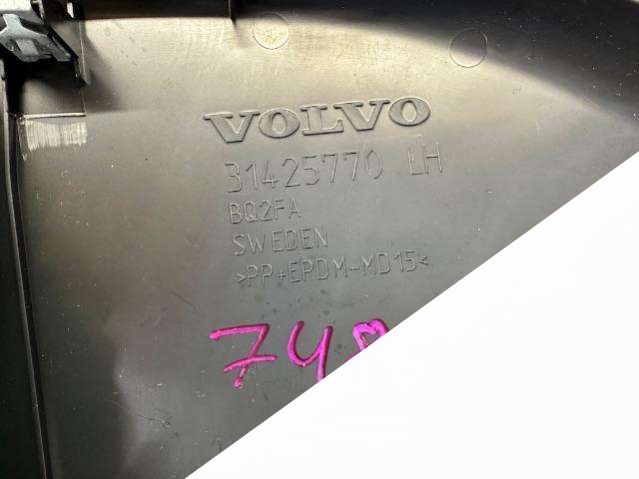 VOLVO
31425770 LH
BQ2FA
SWEDEN
>PP+EPDM-MD15<